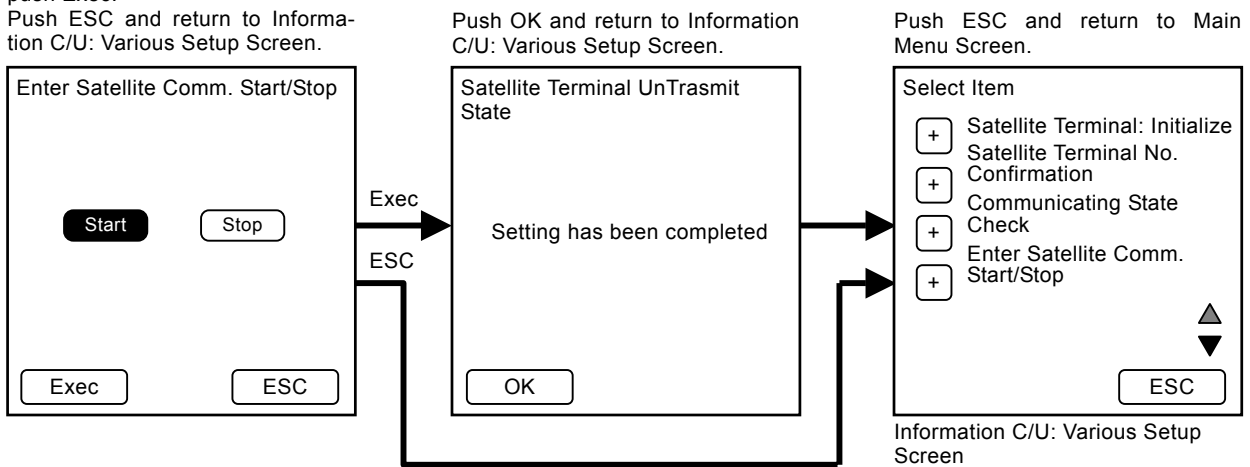 push Exec.
Push ESC and return to Informa-
tion C/U: Various Setup Screen.
Push OK and return to Information
C/U: Various Setup Screen.
Push ESC and return to Main
Menu Screen.
Enter Satellite Comm. Start/Stop
Start
Stop
Exec
ESC
Exec
ESC
Satellite Terminal UnTrasmit
State
Setting has been completed
OK
Select Item
+ Satellite Terminal: Initialize
Satellite Terminal No.
+ Confirmation
Communicating State
+ Check
Enter Satellite Comm.
+ Start/Stop
ESC
Information C/U: Various Setup
Screen